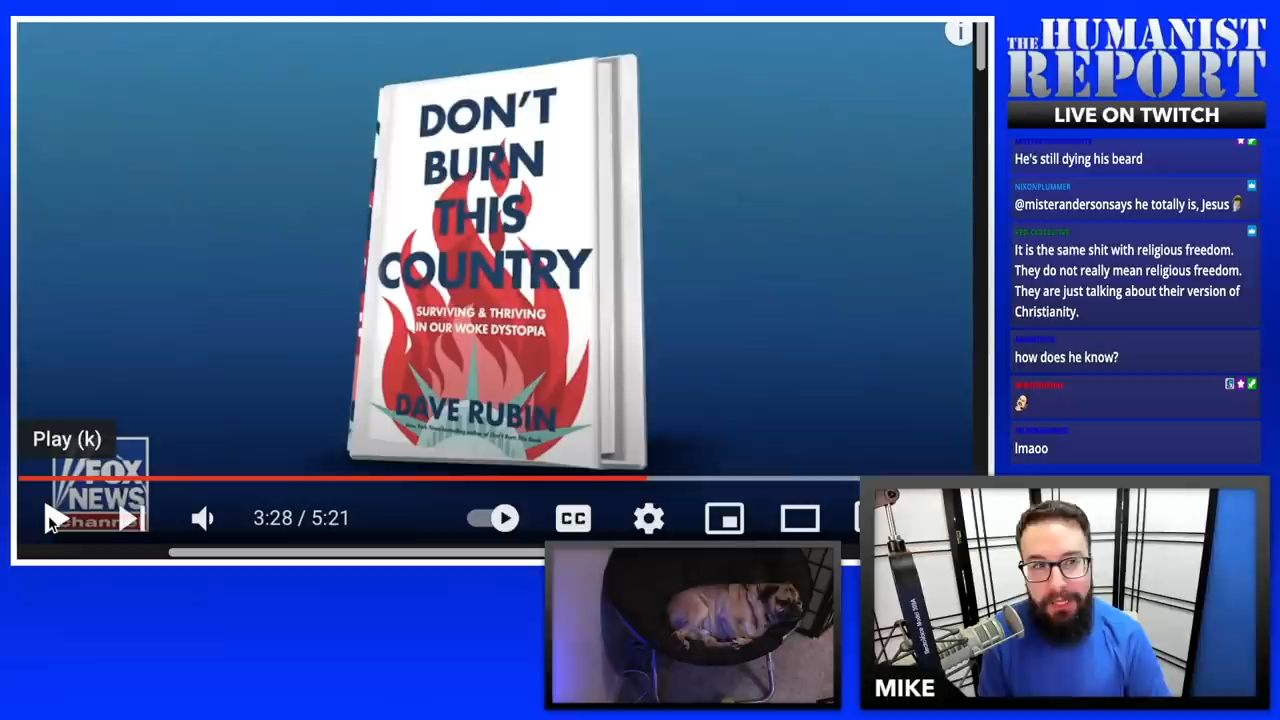 DON'T
BURN
THIS
COUNTRY
SURVIVING & THRIVING
IN OUR WOKE DYSTOPIA
DAVE RUBIN
Play (k)
FOX
NEWS
channel
3:28 / 5:21
CC
i
THE HUMANIST
REPORT
LIVE ON TWITCH
He's still dying his beard
NIXONPLUMMER
@misterandersonsays he totally is, Jesus
It is the same shit with religious freedom.
They do not really mean religious freedom.
They are just talking about their version of
Christianity.
how does he know?
lmaoo
MIKE